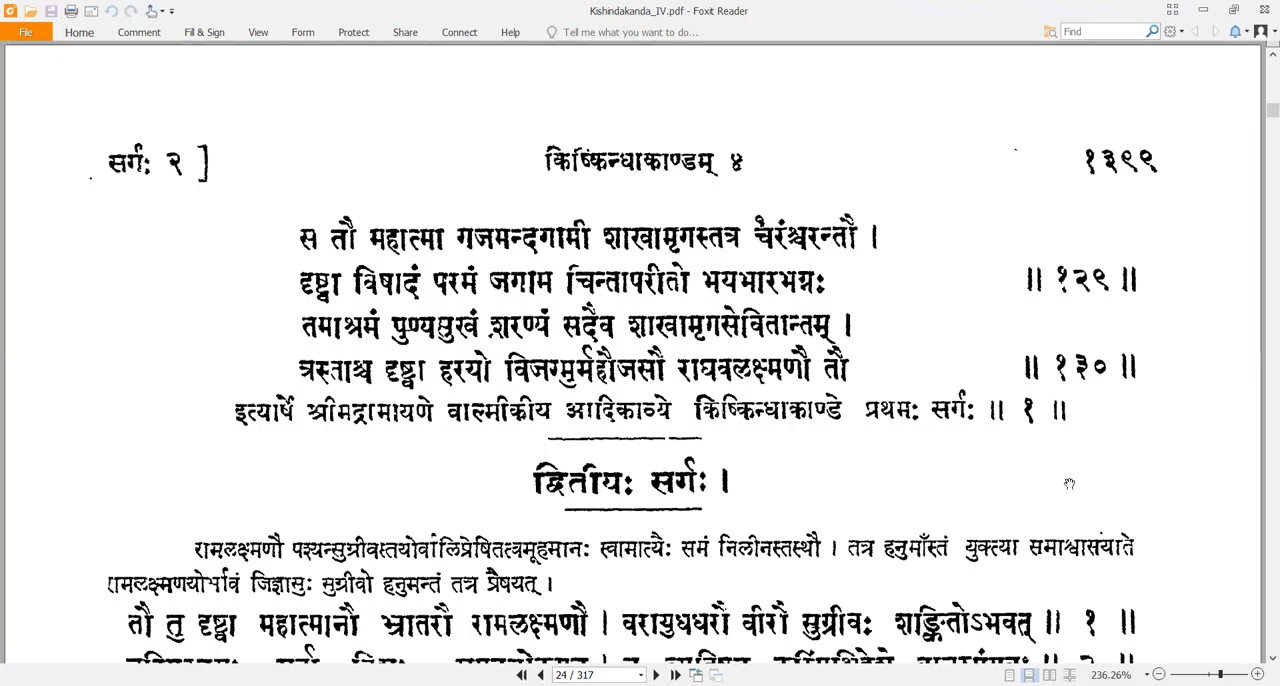 Kishindakanda_IV.pdf - Foxit Reader
File Home Comment Fill & Sign View Form Protect Share Connect Help Tell me what you want to do... Find
सर्गः २ ] किष्किन्धाकाण्डम् ४ १३९९
स तौ महात्मा गजमन्दगामी शाखामृगस्तत्र चरंश्चरन्तौ ।
दृष्ट्वा विषादं परमं जगाम चिन्तापरीतो भयभारभग्नः ॥ १२९ ॥
तमाश्रमं पुण्यसुखं शरण्यं सदैव शाखामृगसेवितान्तम् ।
त्रस्ताश्च दृष्ट्वा हरयो विजग्मुर्महौजसौ राघवलक्ष्मणौ तौ ॥ १३० ॥
इत्यार्षे श्रीमद्रामायणे वाल्मीकीय आदिकाव्ये किष्किन्धाकाण्डे प्रथमः सर्गः ॥ १ ॥
द्वितीयः सर्गः ।
रामलक्ष्मणौ पश्यन्सुग्रीवस्तयोर्वालिप्रेषितत्वमूहमानः स्वामात्यैः समं निलीनस्तस्थौ । तत्र हनुमाँस्तं युक्त्या समाश्वासयाते
रामलक्ष्मणयोर्भावं जिज्ञासुः सुग्रीवो हनुमन्तं तत्र प्रैषयत् ।
तौ तु दृष्ट्वा महात्मानौ भ्रातरौ रामलक्ष्मणौ । वरायुधधरौ वीरौ सुग्रीवः शङ्कितोऽभवत् ॥ १ ॥
24 / 317 236.26%